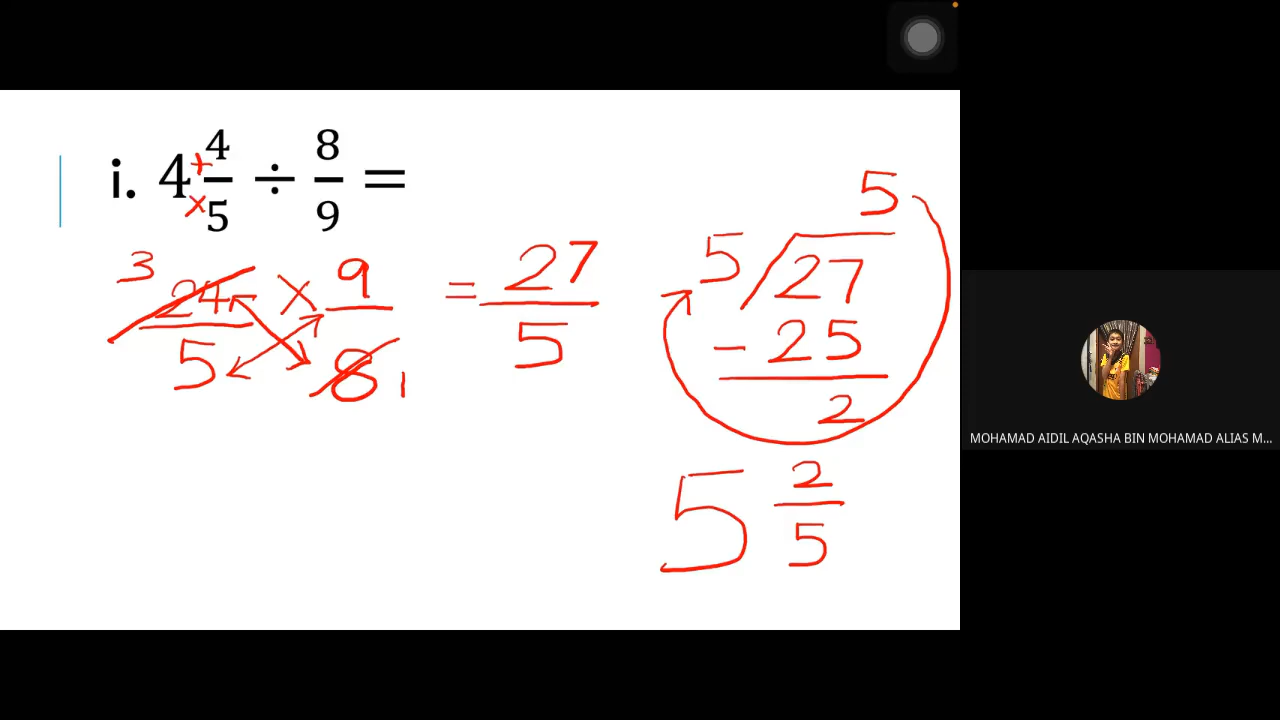 i. 4 4/5 ÷ 8/9 =
+
×
3 24/5 × 9/8 1 = 27/5
5
5 27
- 25
2
5 2/5
MOHAMAD AIDIL AQASHA BIN MOHAMAD ALIAS M...